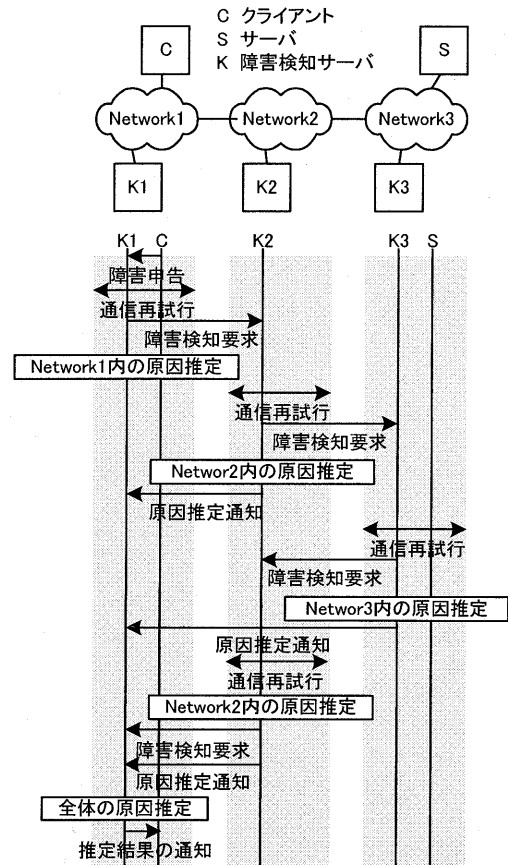 C クライアント
S サーバ
K 障害検知サーバ
C
S
Network1
Network2
Network3
K1
K2
K3
K1
C
K2
K3
S
障害申告
通信再試行
障害検知要求
Network1内の原因推定
通信再試行
障害検知要求
Networ2内の原因推定
原因推定通知
通信再試行
障害検知要求
Networ3内の原因推定
原因推定通知
通信再試行
Network2内の原因推定
障害検知要求
原因推定通知
全体の原因推定
推定結果の通知